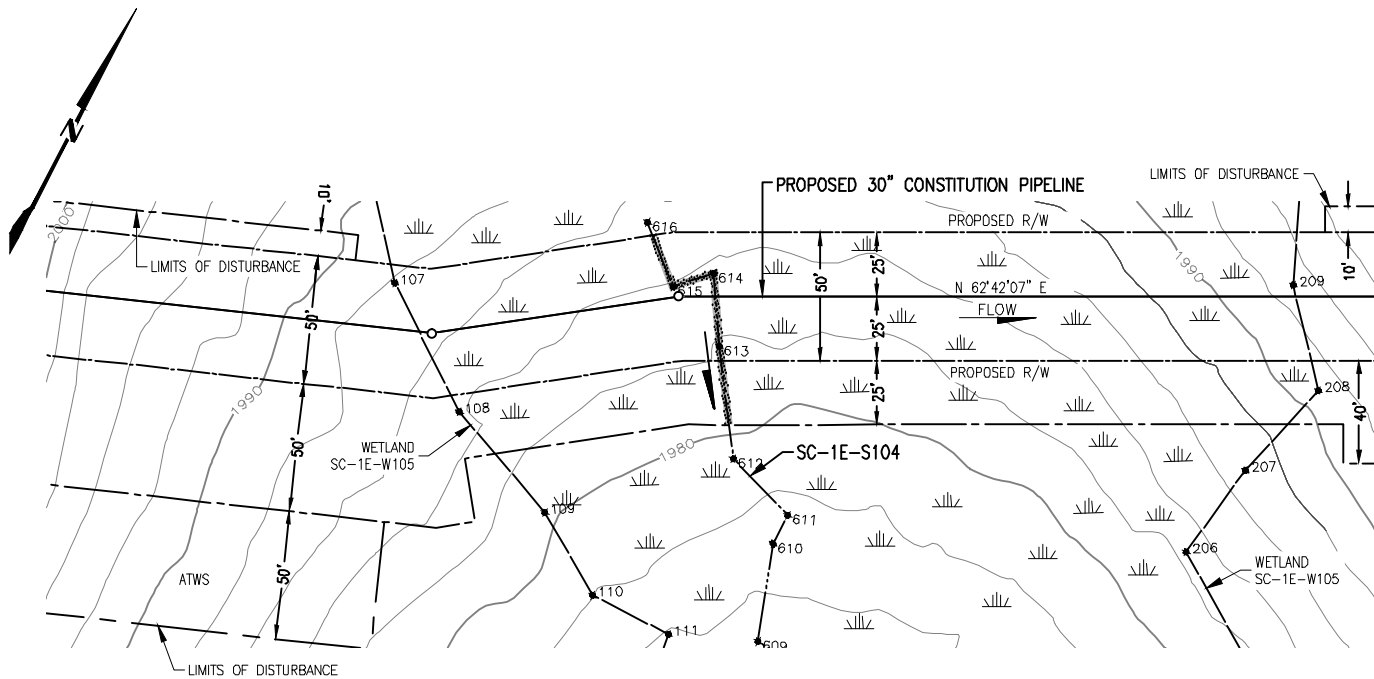 N
PROPOSED 30" CONSTITUTION PIPELINE
LIMITS OF DISTURBANCE
10'
2000
616
PROPOSED R/W
LIMITS OF DISTURBANCE
107
615
614
50'
25'
1990
209
10'
N 62°42'07" E
FLOW
50'
25'
613
PROPOSED R/W
25'
208
40'
1990
108
WETLAND
SC-1E-W105
1980
612
SC-1E-S104
50'
207
109
611
610
206
50'
ATWS
WETLAND
SC-1E-W105
110
111
609
LIMITS OF DISTURBANCE